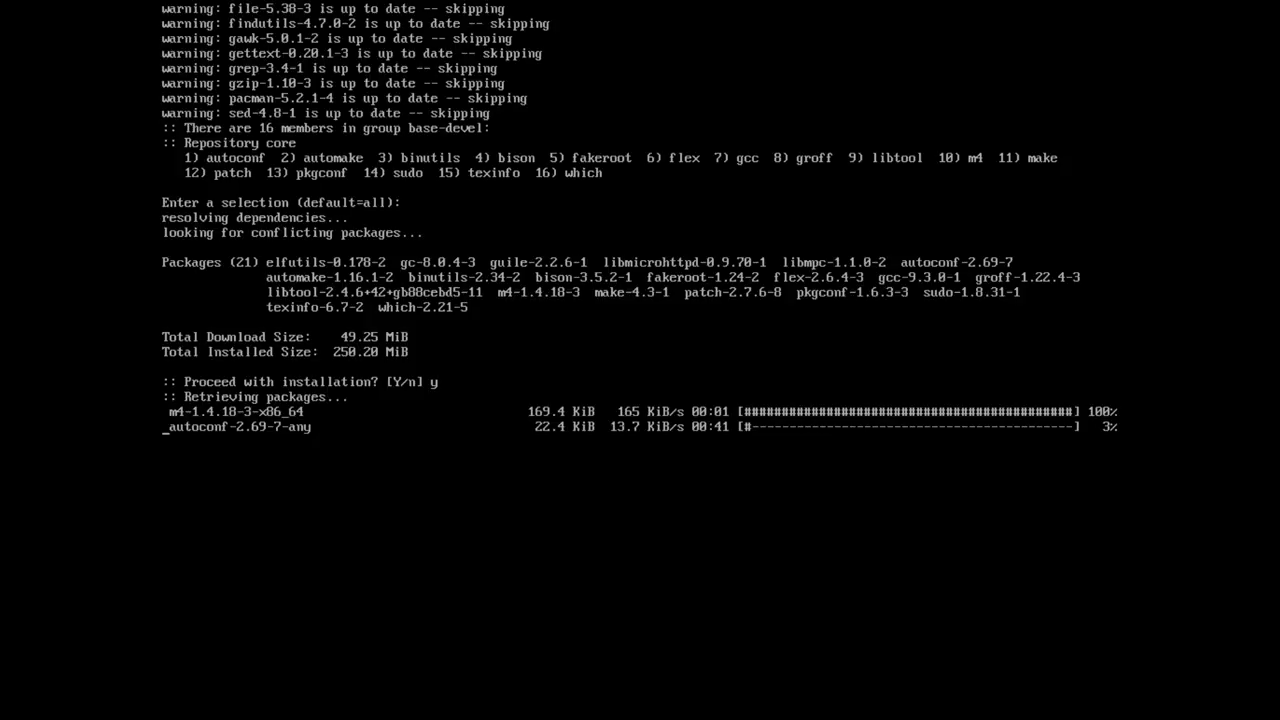 warning: file-5.38-3 is up to date -- skipping
warning: findutils-4.7.0-2 is up to date -- skipping
warning: gawk-5.0.1-2 is up to date -- skipping
warning: gettext-0.20.1-3 is up to date -- skipping
warning: grep-3.4-1 is up to date -- skipping
warning: gzip-1.10-3 is up to date -- skipping
warning: pacman-5.2.1-4 is up to date -- skipping
warning: sed-4.8-1 is up to date -- skipping
:: There are 16 members in group base-devel:
:: Repository core
   1) autoconf  2) automake  3) binutils  4) bison  5) fakeroot  6) flex  7) gcc  8) groff  9) libtool  10) m4  11) make
   12) patch  13) pkgconf  14) sudo  15) texinfo  16) which
Enter a selection (default=all):
resolving dependencies...
looking for conflicting packages...
Packages (21) elfutils-0.178-2  gc-8.0.4-3  guile-2.2.6-1  libmicrohttpd-0.9.70-1  libmpc-1.1.0-2  autoconf-2.69-7
              automake-1.16.1-2  binutils-2.34-2  bison-3.5.2-1  fakeroot-1.24-2  flex-2.6.4-3  gcc-9.3.0-1  groff-1.22.4-3
              libtool-2.4.6+42+gb88cebd5-11  m4-1.4.18-3  make-4.3-1  patch-2.7.6-8  pkgconf-1.6.3-3  sudo-1.8.31-1
              texinfo-6.7-2  which-2.21-5
Total Download Size:    49.25 MiB
Total Installed Size:  250.20 MiB
:: Proceed with installation? [Y/n] y
:: Retrieving packages...
 m4-1.4.18-3-x86_64                              169.4 KiB   165 KiB/s 00:01 [############################################] 100%
_autoconf-2.69-7-any                              22.4 KiB  13.7 KiB/s 00:41 [#-------------------------------------------]   3%